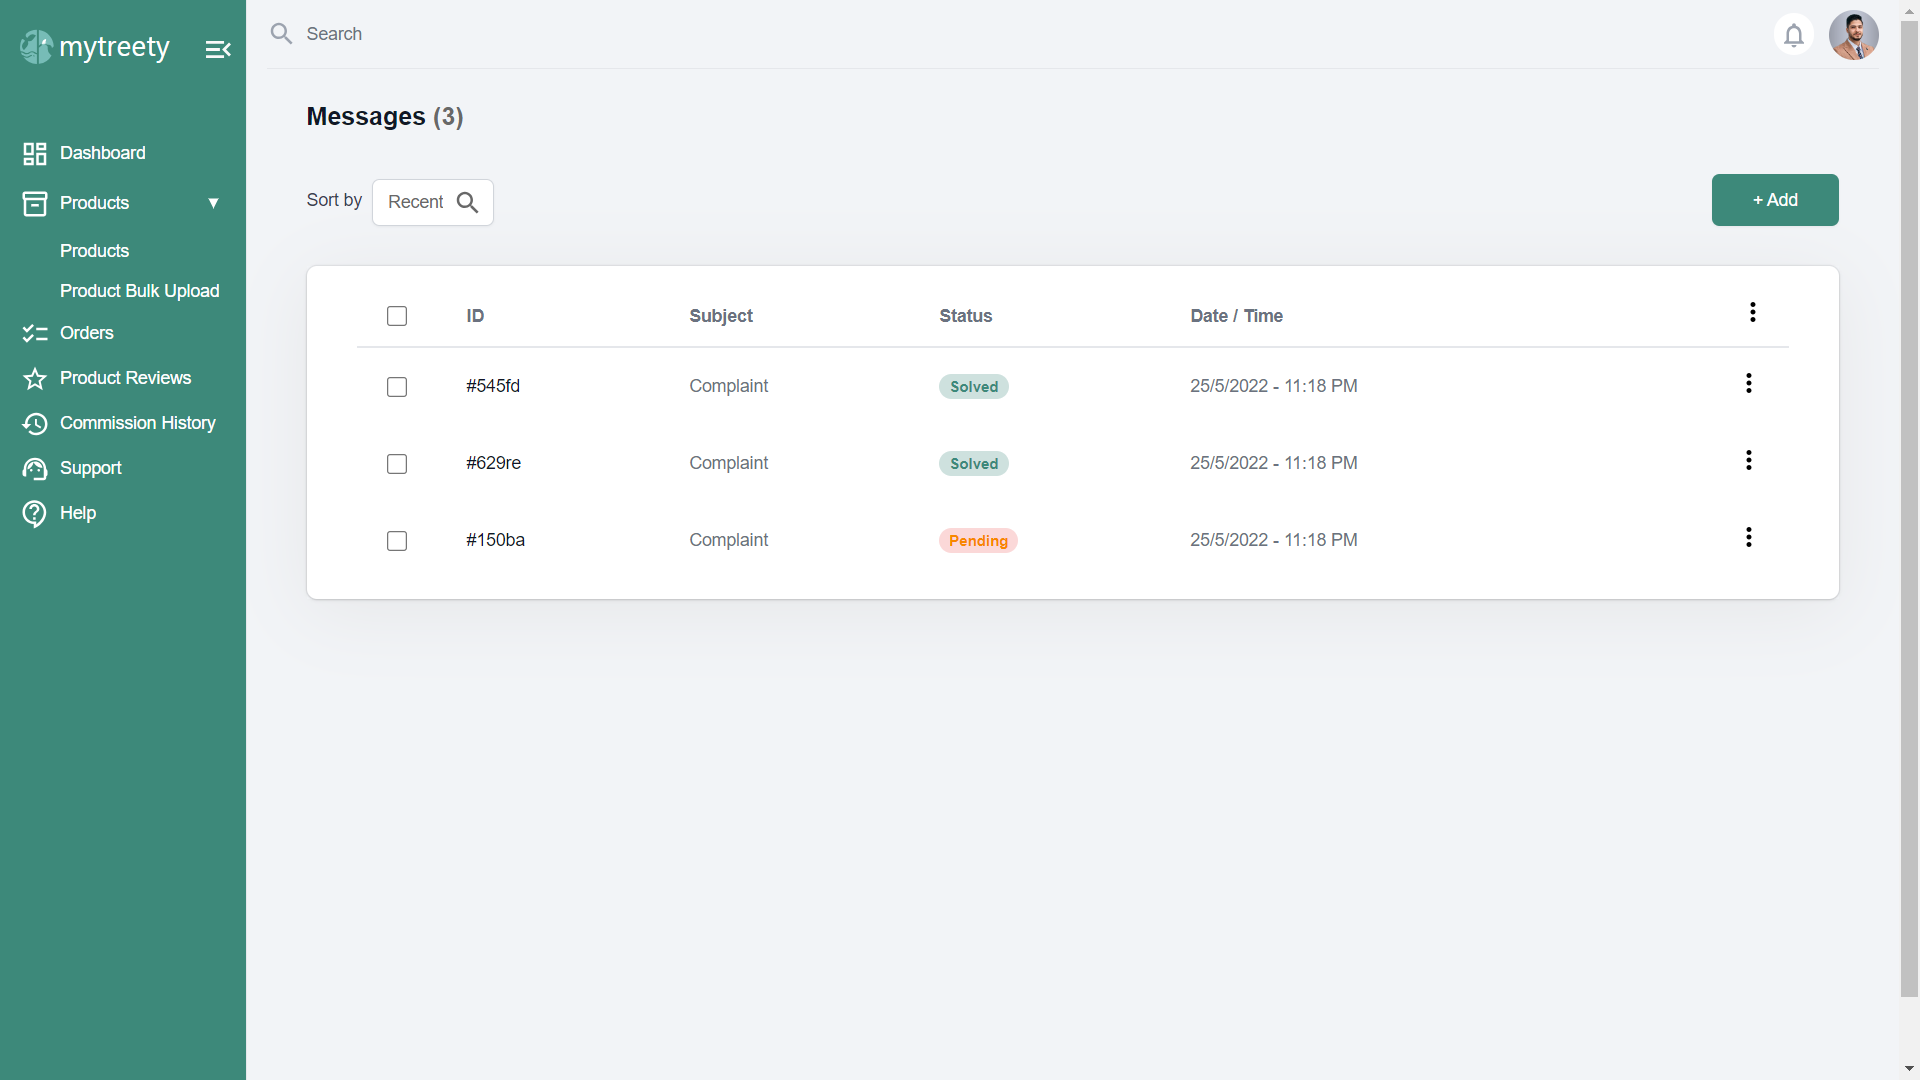 mytreety
Search
Messages (3)
Dashboard
Products
Products
Product Bulk Upload
Orders
Product Reviews
Commission History
Support
Help
Sort by
Recent
+ Add
ID Subject Status Date / Time
#545fd Complaint Solved 25/5/2022 - 11:18 PM
#629re Complaint Solved 25/5/2022 - 11:18 PM
#150ba Complaint Pending 25/5/2022 - 11:18 PM